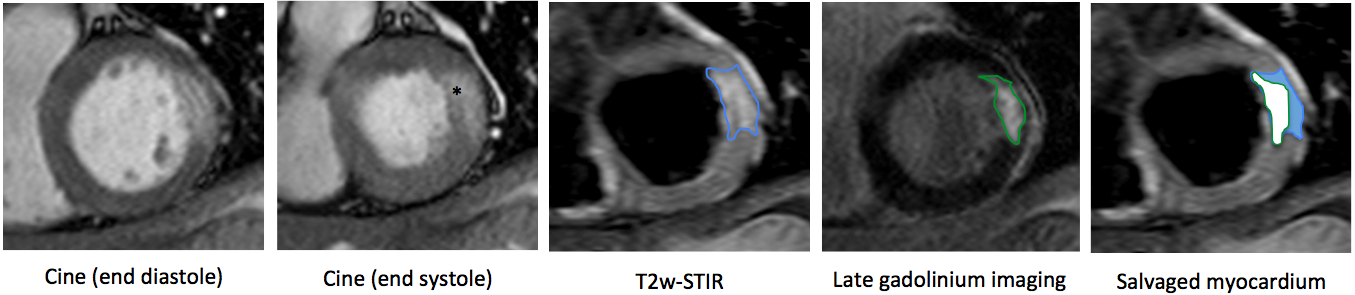 *
Cine (end diastole)
Cine (end systole)
T2w-STIR
Late gadolinium imaging
Salvaged myocardium